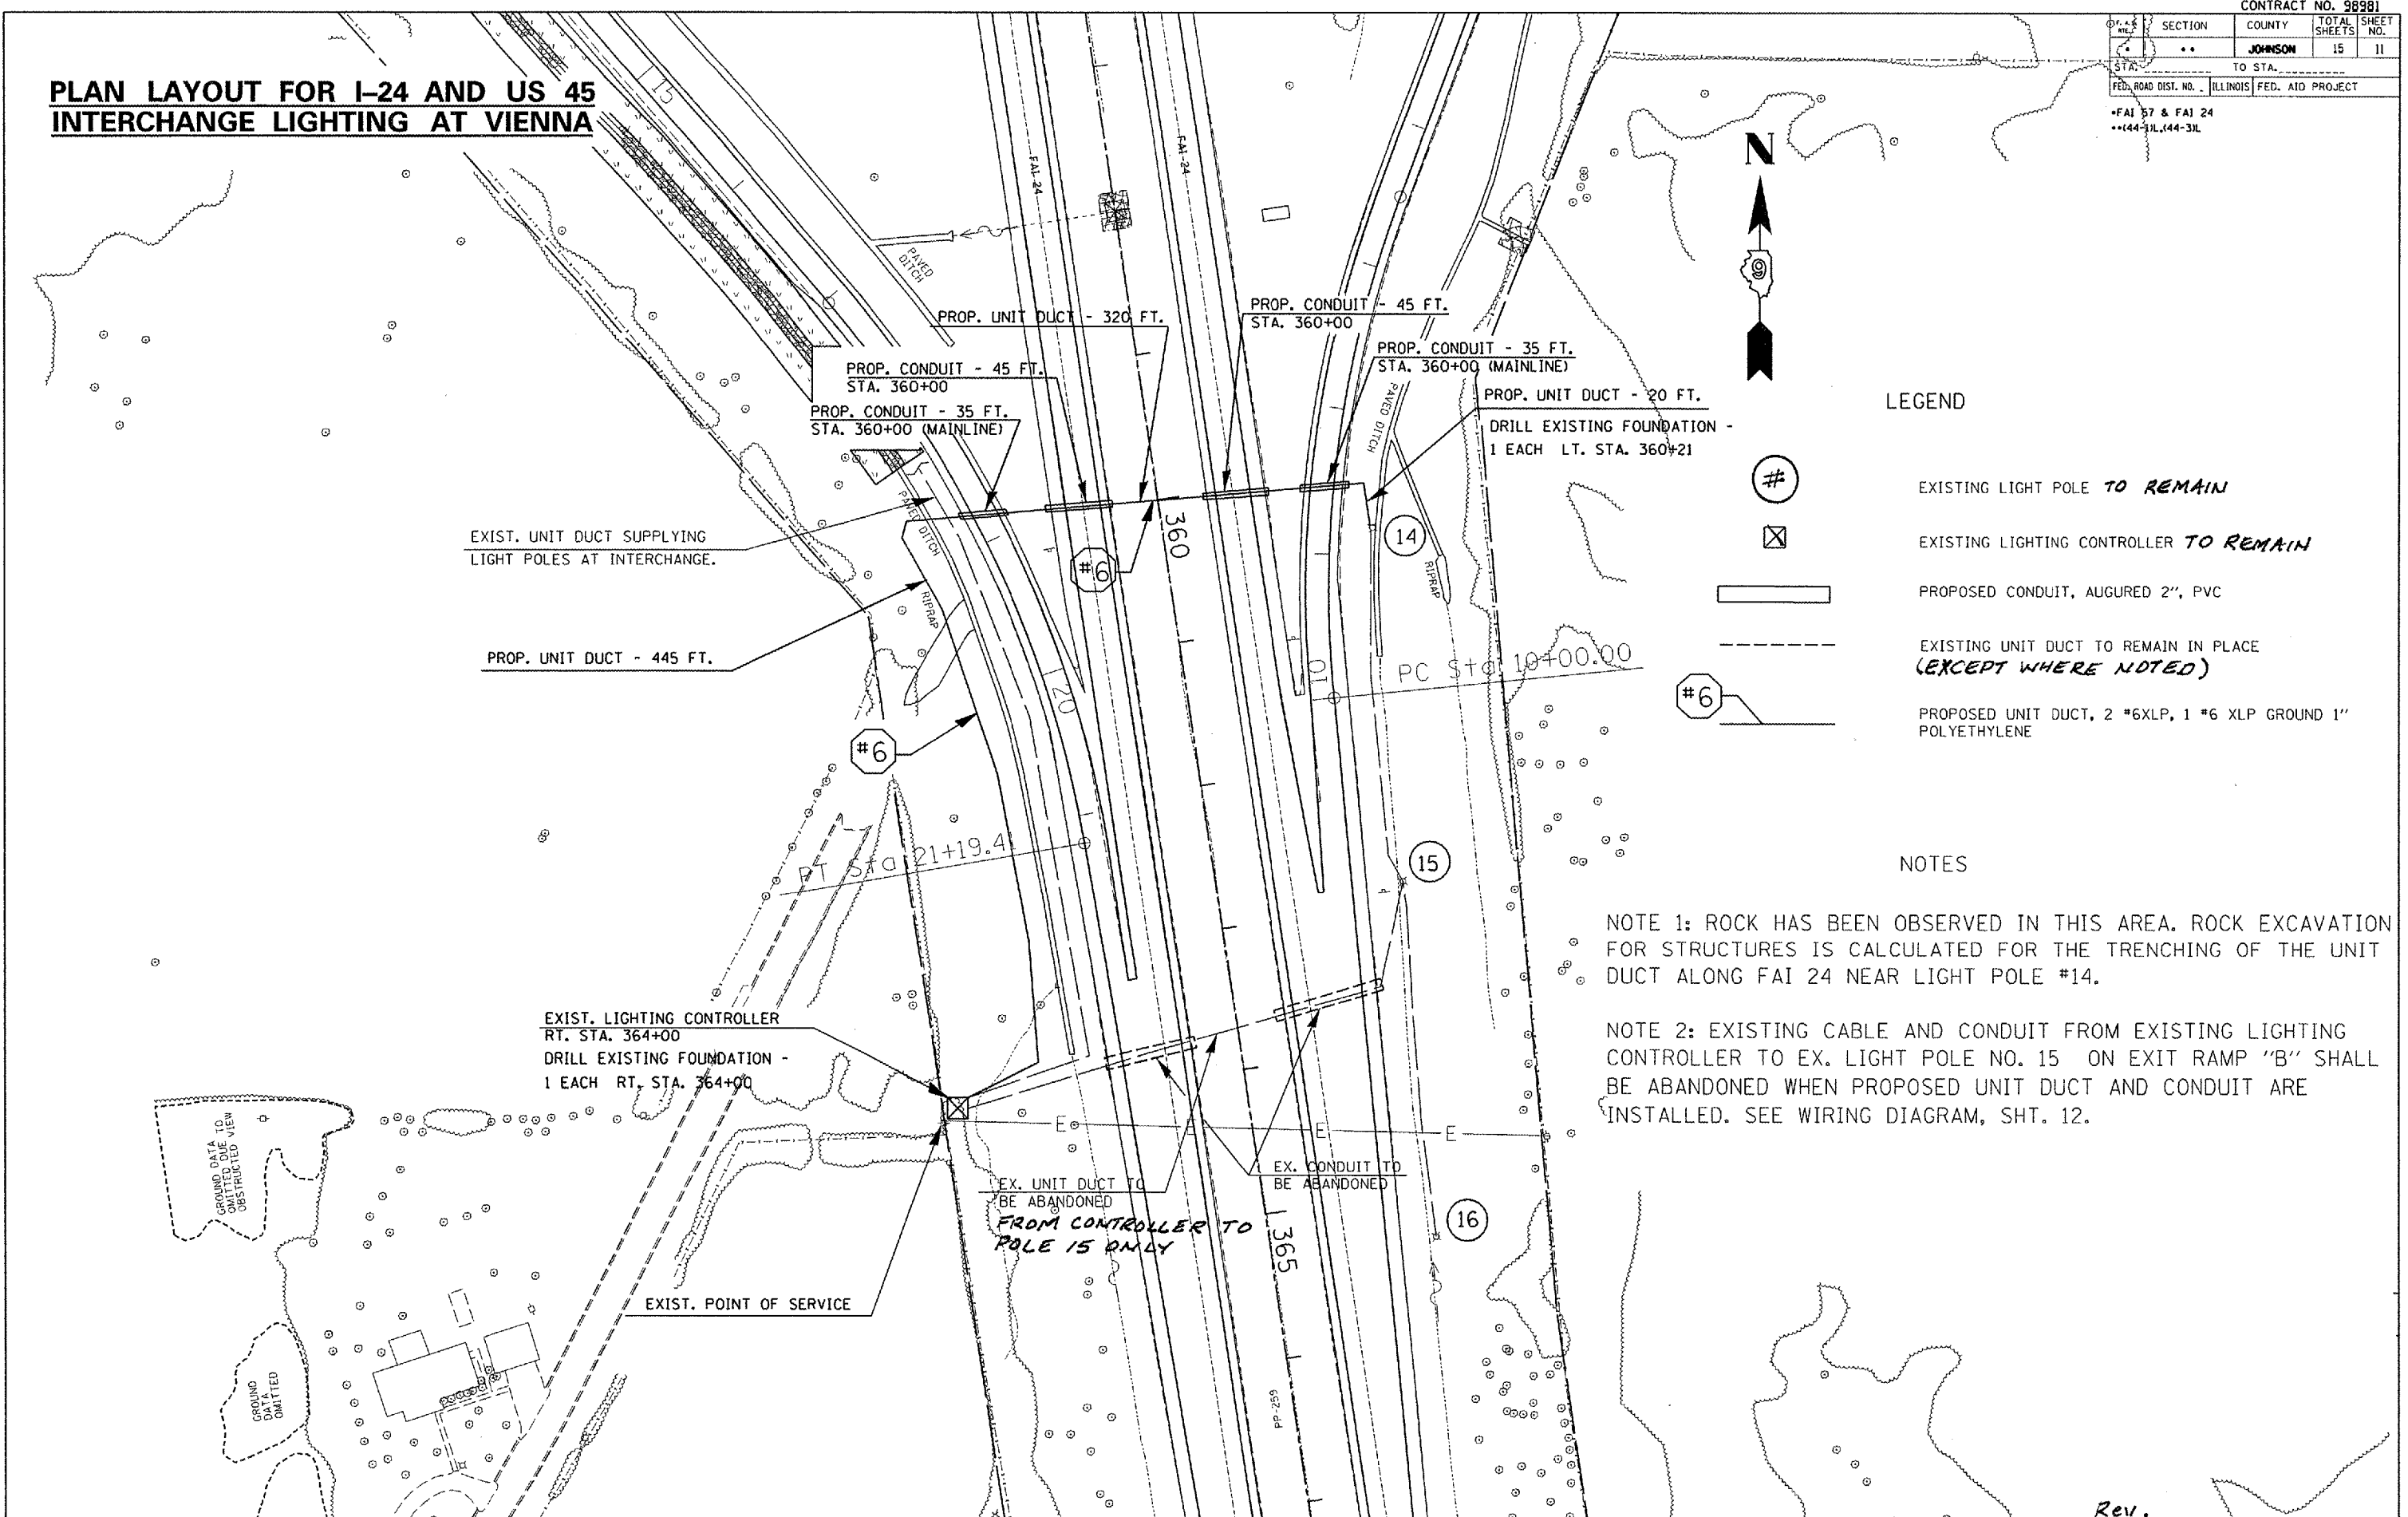 CONTRACT NO. 98981
F.A.I. RTE. SECTION COUNTY TOTAL SHEETS SHEET NO.
• •• JOHNSON 15 11
STA. TO STA.
FED. ROAD DIST. NO. ILLINOIS FED. AID PROJECT
•FAI 57 & FAI 24
••(44-1)L,(44-3)L
PLAN LAYOUT FOR I-24 AND US 45
INTERCHANGE LIGHTING AT VIENNA
N
9
15
FAI-24
FAI-24
PAVED
DITCH
PROP. UNIT DUCT - 320 FT.
PROP. CONDUIT - 45 FT.
STA. 360+00
PROP. CONDUIT - 45 FT.
STA. 360+00
PROP. CONDUIT - 35 FT.
STA. 360+00 (MAINLINE)
PROP. CONDUIT - 35 FT.
STA. 360+00 (MAINLINE)
PROP. UNIT DUCT - 20 FT.
DRILL EXISTING FOUNDATION -
1 EACH LT. STA. 360+21
PAVED DITCH
PAVED DITCH
RIPRAP
RIPRAP
EXIST. UNIT DUCT SUPPLYING
LIGHT POLES AT INTERCHANGE.
#6
360
14
PROP. UNIT DUCT - 445 FT.
20
10
PC Sta 10+00.00
#6
PT Sta 21+19.4
15
EXIST. LIGHTING CONTROLLER
RT. STA. 364+00
DRILL EXISTING FOUNDATION -
1 EACH RT. STA. 364+00
E E E
EX. UNIT DUCT TO
BE ABANDONED
FROM CONTROLLER TO
POLE 15 ONLY
EX. CONDUIT TO
BE ABANDONED
16
365
EXIST. POINT OF SERVICE
PP-259
GROUND DATA
OMITTED DUE TO
OBSTRUCTED VIEW
GROUND
DATA
OMITTED
LEGEND
# EXISTING LIGHT POLE TO REMAIN
EXISTING LIGHTING CONTROLLER TO REMAIN
PROPOSED CONDUIT, AUGURED 2", PVC
EXISTING UNIT DUCT TO REMAIN IN PLACE
(EXCEPT WHERE NOTED)
#6 PROPOSED UNIT DUCT, 2 #6XLP, 1 #6 XLP GROUND 1"
POLYETHYLENE
NOTES
NOTE 1: ROCK HAS BEEN OBSERVED IN THIS AREA. ROCK EXCAVATION
FOR STRUCTURES IS CALCULATED FOR THE TRENCHING OF THE UNIT
DUCT ALONG FAI 24 NEAR LIGHT POLE #14.
NOTE 2: EXISTING CABLE AND CONDUIT FROM EXISTING LIGHTING
CONTROLLER TO EX. LIGHT POLE NO. 15 ON EXIT RAMP "B" SHALL
BE ABANDONED WHEN PROPOSED UNIT DUCT AND CONDUIT ARE
INSTALLED. SEE WIRING DIAGRAM, SHT. 12.
Rev.